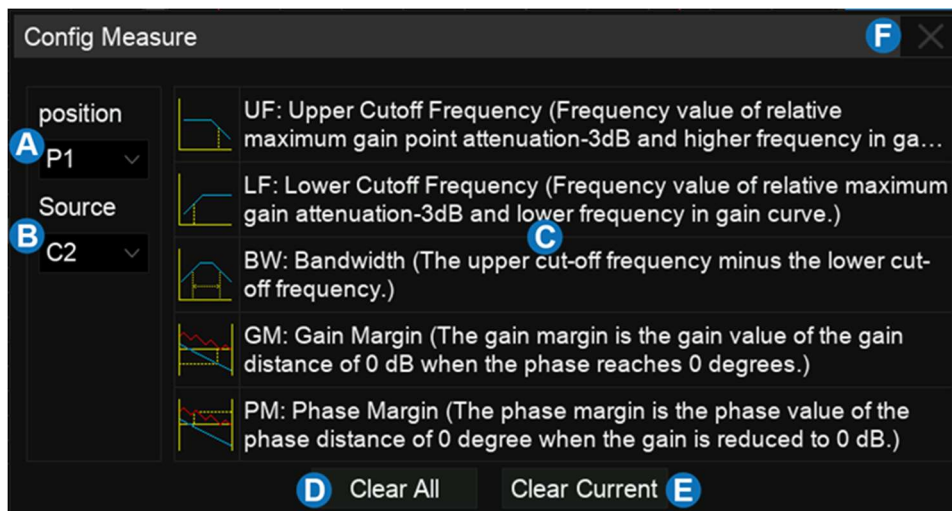 Config Measure
F
position
A
P1
Source
B
C2
UF: Upper Cutoff Frequency (Frequency value of relative
maximum gain point attenuation-3dB and higher frequency in ga...
LF: Lower Cutoff Frequency (Frequency value of relative maximum
gain attenuation-3dB and lower frequency in gain curve.)
C
BW: Bandwidth (The upper cut-off frequency minus the lower cut-
off frequency.)
GM: Gain Margin (The gain margin is the gain value of the gain
distance of 0 dB when the phase reaches 0 degrees.)
PM: Phase Margin (The phase margin is the phase value of the
phase distance of 0 degree when the gain is reduced to 0 dB.)
D Clear All
Clear Current E